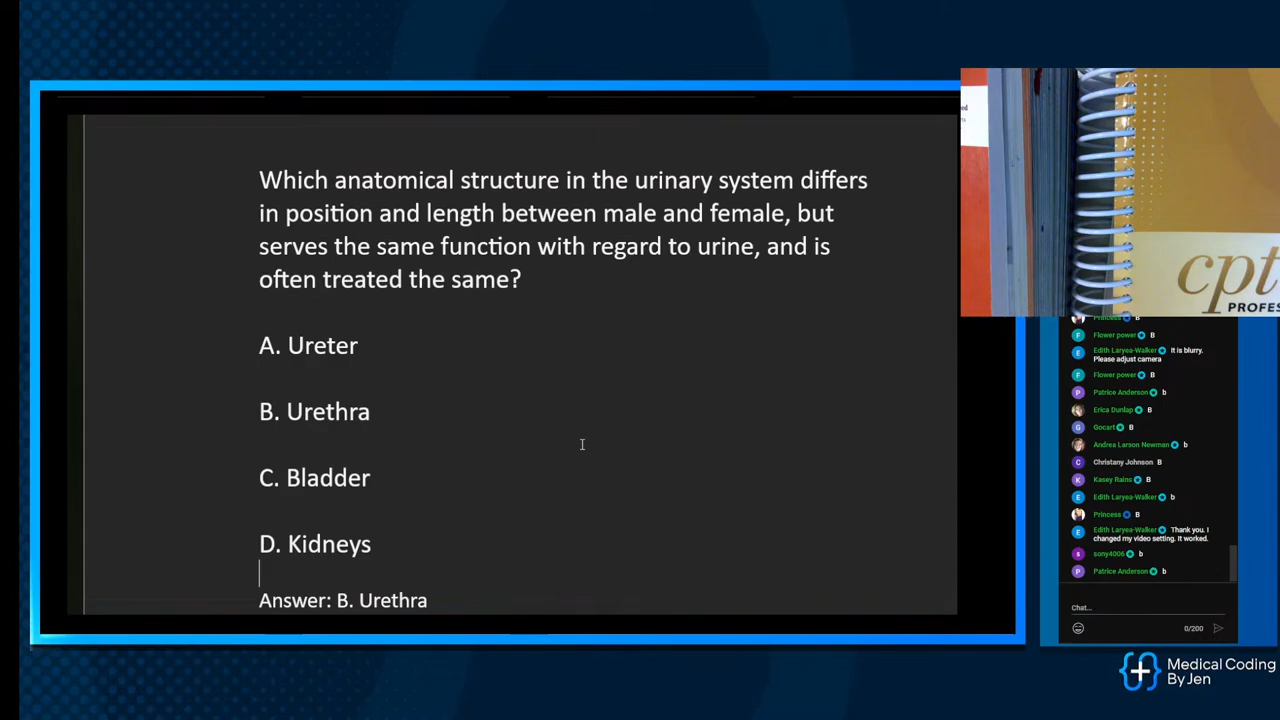 Which anatomical structure in the urinary system differs
in position and length between male and female, but
serves the same function with regard to urine, and is
often treated the same?
A. Ureter
B. Urethra
C. Bladder
D. Kidneys
Answer: B. Urethra
cpt
PROFES
Princess B
Flower power B
Edith Laryea-Walker It is blurry.
Please adjust camera
Flower power B
Patrice Anderson b
Erica Dunlap B
Gocart B
Andrea Larson Newman b
Christany Johnson B
Kasey Rains B
Edith Laryea-Walker b
Princess B
Edith Laryea-Walker Thank you. I
changed my video setting. It worked.
sony4006 b
Patrice Anderson b
Chat...
0/200
Medical Coding
By Jen